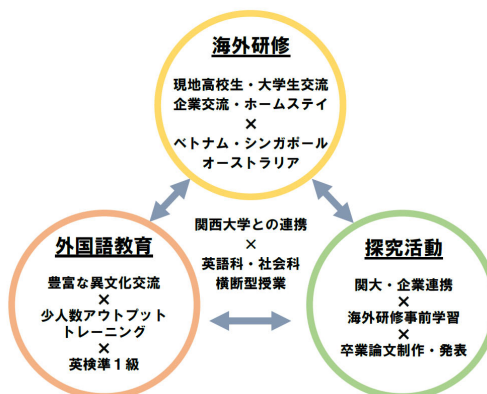 海外研修
現地高校生・大学生交流
企業交流・ホームステイ
×
ベトナム・シンガポール
オーストラリア
関西大学との連携
×
英語科・社会科
横断型授業
外国語教育
豊富な異文化交流
×
少人数アウトプット
トレーニング
×
英検準１級
探究活動
関大・企業連携
×
海外研修事前学習
×
卒業論文制作・発表